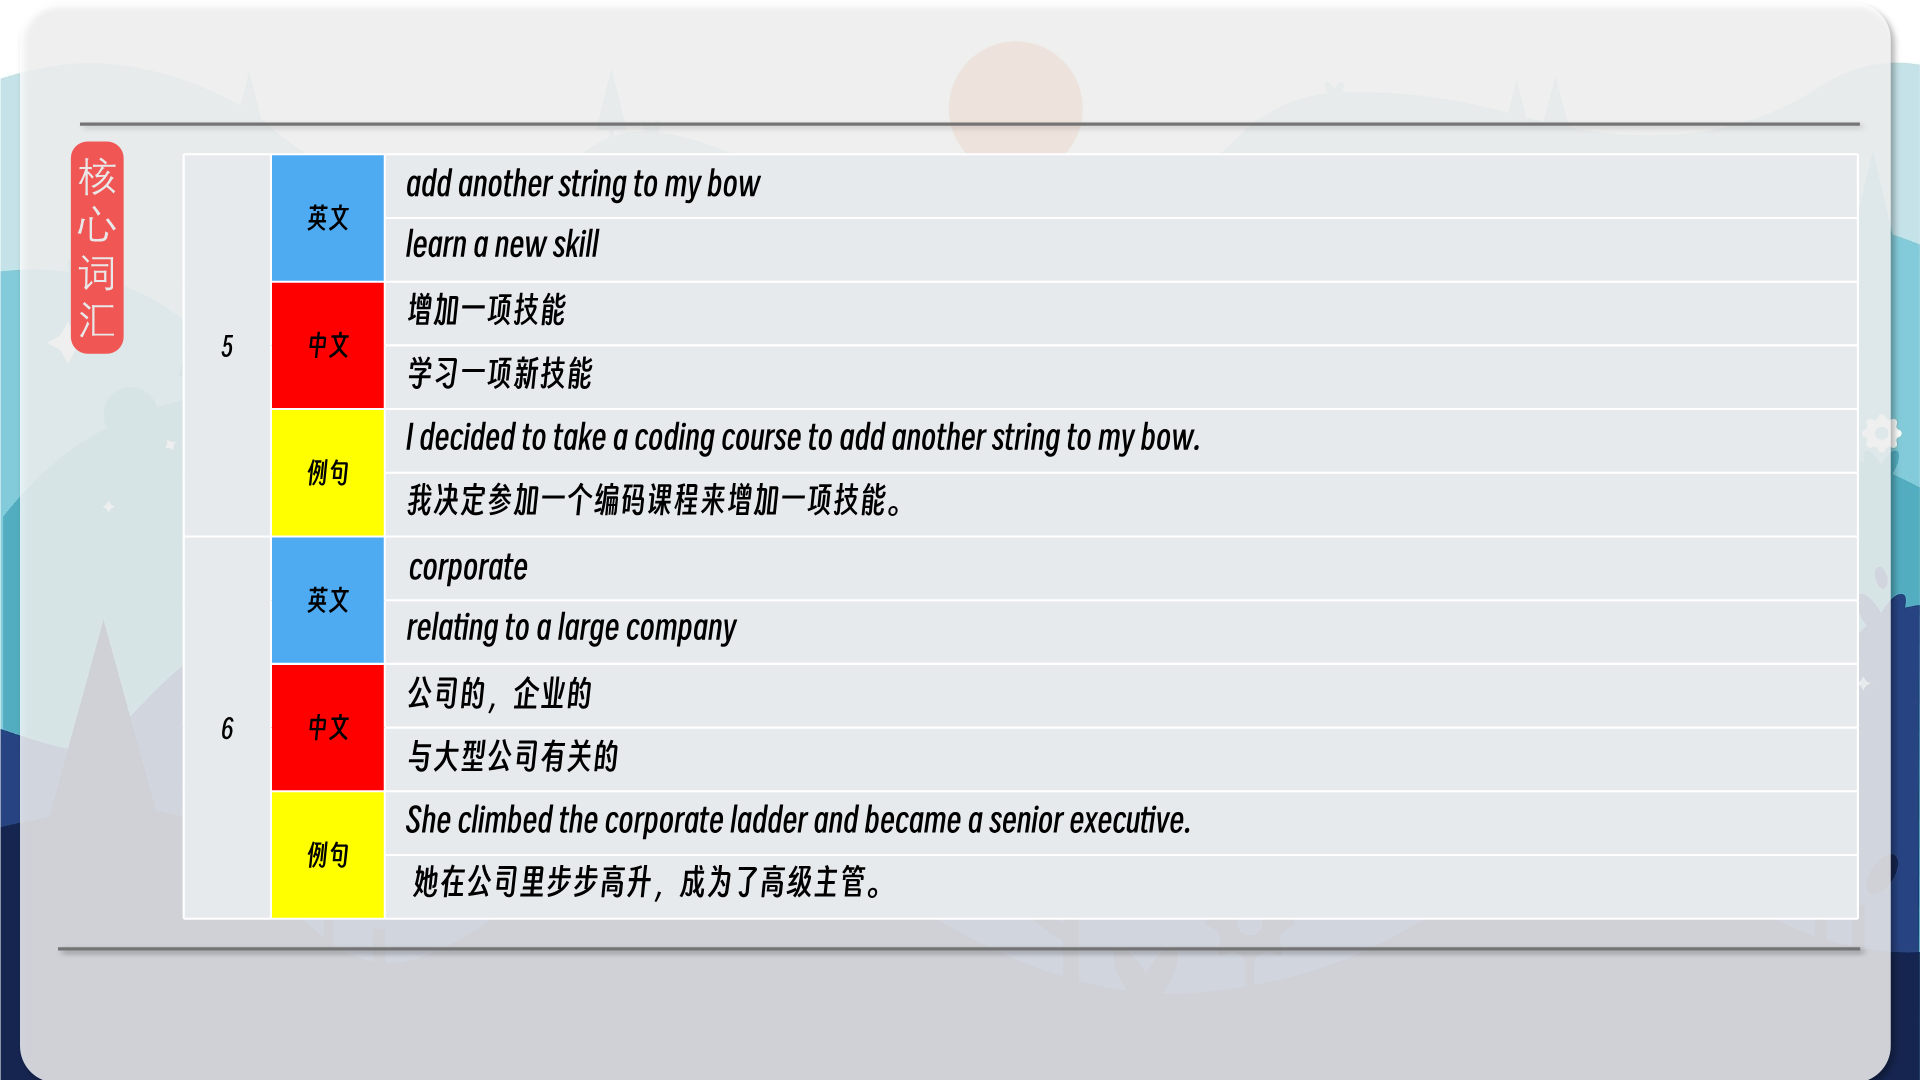 核
心
词
汇
5
英文
add another string to my bow
learn a new skill
中文
增加一项技能
学习一项新技能
例句
I decided to take a coding course to add another string to my bow.
我决定参加一个编码课程来增加一项技能。
6
英文
corporate
relating to a large company
中文
公司的，企业的
与大型公司有关的
例句
She climbed the corporate ladder and became a senior executive.
她在公司里步步高升，成为了高级主管。